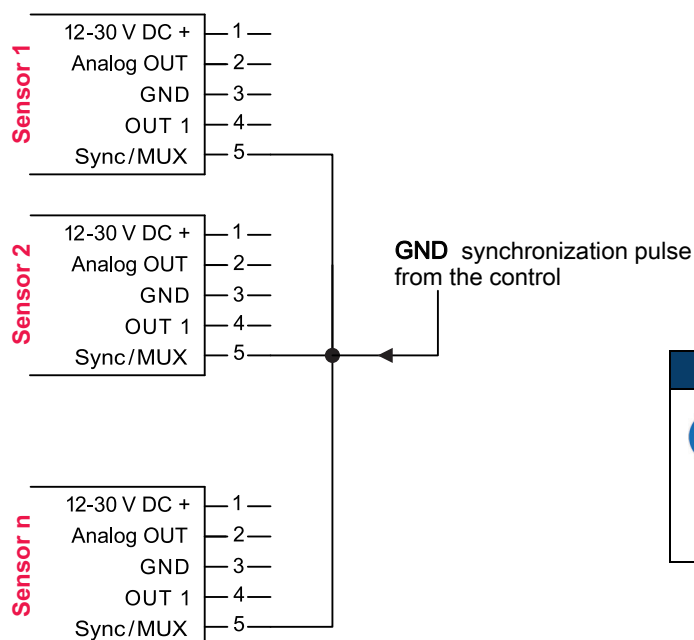 Sensor 1
12-30 V DC + 1
Analog OUT 2
GND 3
OUT 1 4
Sync/MUX 5
Sensor 2
12-30 V DC + 1
Analog OUT 2
GND 3
OUT 1 4
Sync/MUX 5
GND synchronization pulse
from the control
Sensor n
12-30 V DC + 1
Analog OUT 2
GND 3
OUT 1 4
Sync/MUX 5